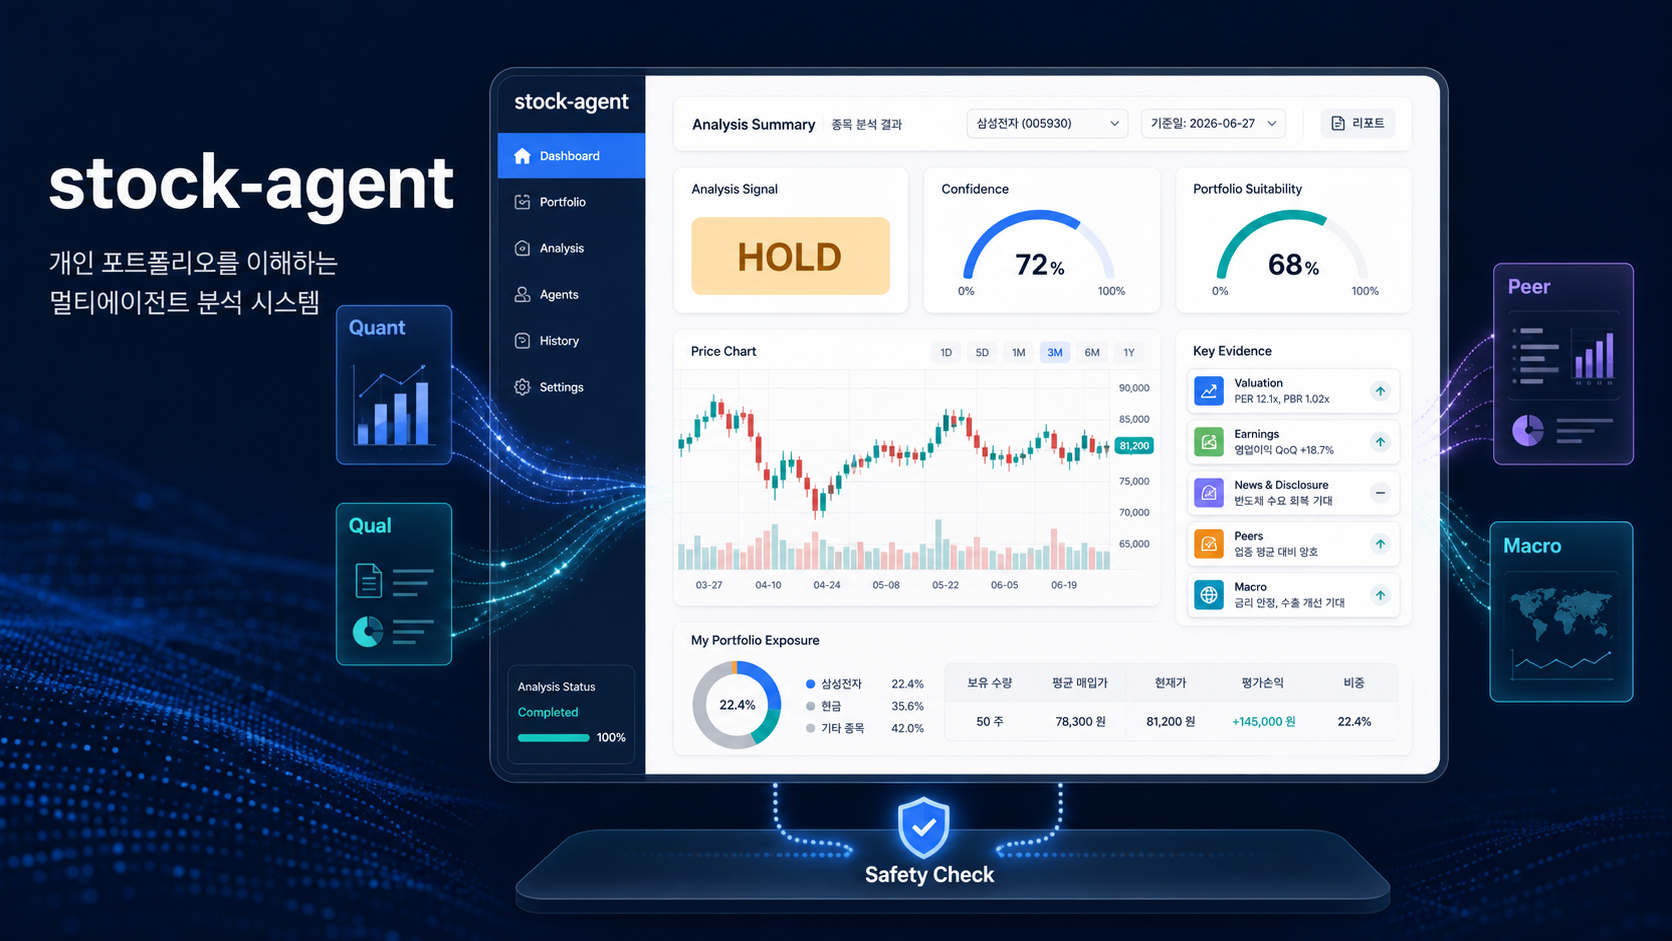 stock-agent
개인 포트폴리오를 이해하는
멀티에이전트 분석 시스템
Quant
Qual
stock-agent
Dashboard
Portfolio
Analysis
Agents
History
Settings
Analysis Status
Completed
100%
Analysis Summary 종목 분석 결과
삼성전자 (005930)
기준일: 2026-06-27
리포트
Analysis Signal
HOLD
Confidence
72%
0% 100%
Portfolio Suitability
68%
0% 100%
Price Chart
1D 5D 1M 3M 6M 1Y
90,000
85,000
81,200
75,000
70,000
65,000
03-27 04-10 04-24 05-08 05-22 06-05 06-19
Key Evidence
Valuation
PER 12.1x, PBR 1.02x
Earnings
영업이익 QoQ +18.7%
News & Disclosure
반도체 수요 회복 기대
Peers
업종 평균 대비 양호
Macro
금리 안정, 수출 개선 기대
My Portfolio Exposure
22.4%
삼성전자 22.4%
현금 35.6%
기타 종목 42.0%
보유 수량 평균 매입가 현재가 평가손익 비중
50 주 78,300 원 81,200 원 +145,000 원 22.4%
Peer
Macro
Safety Check